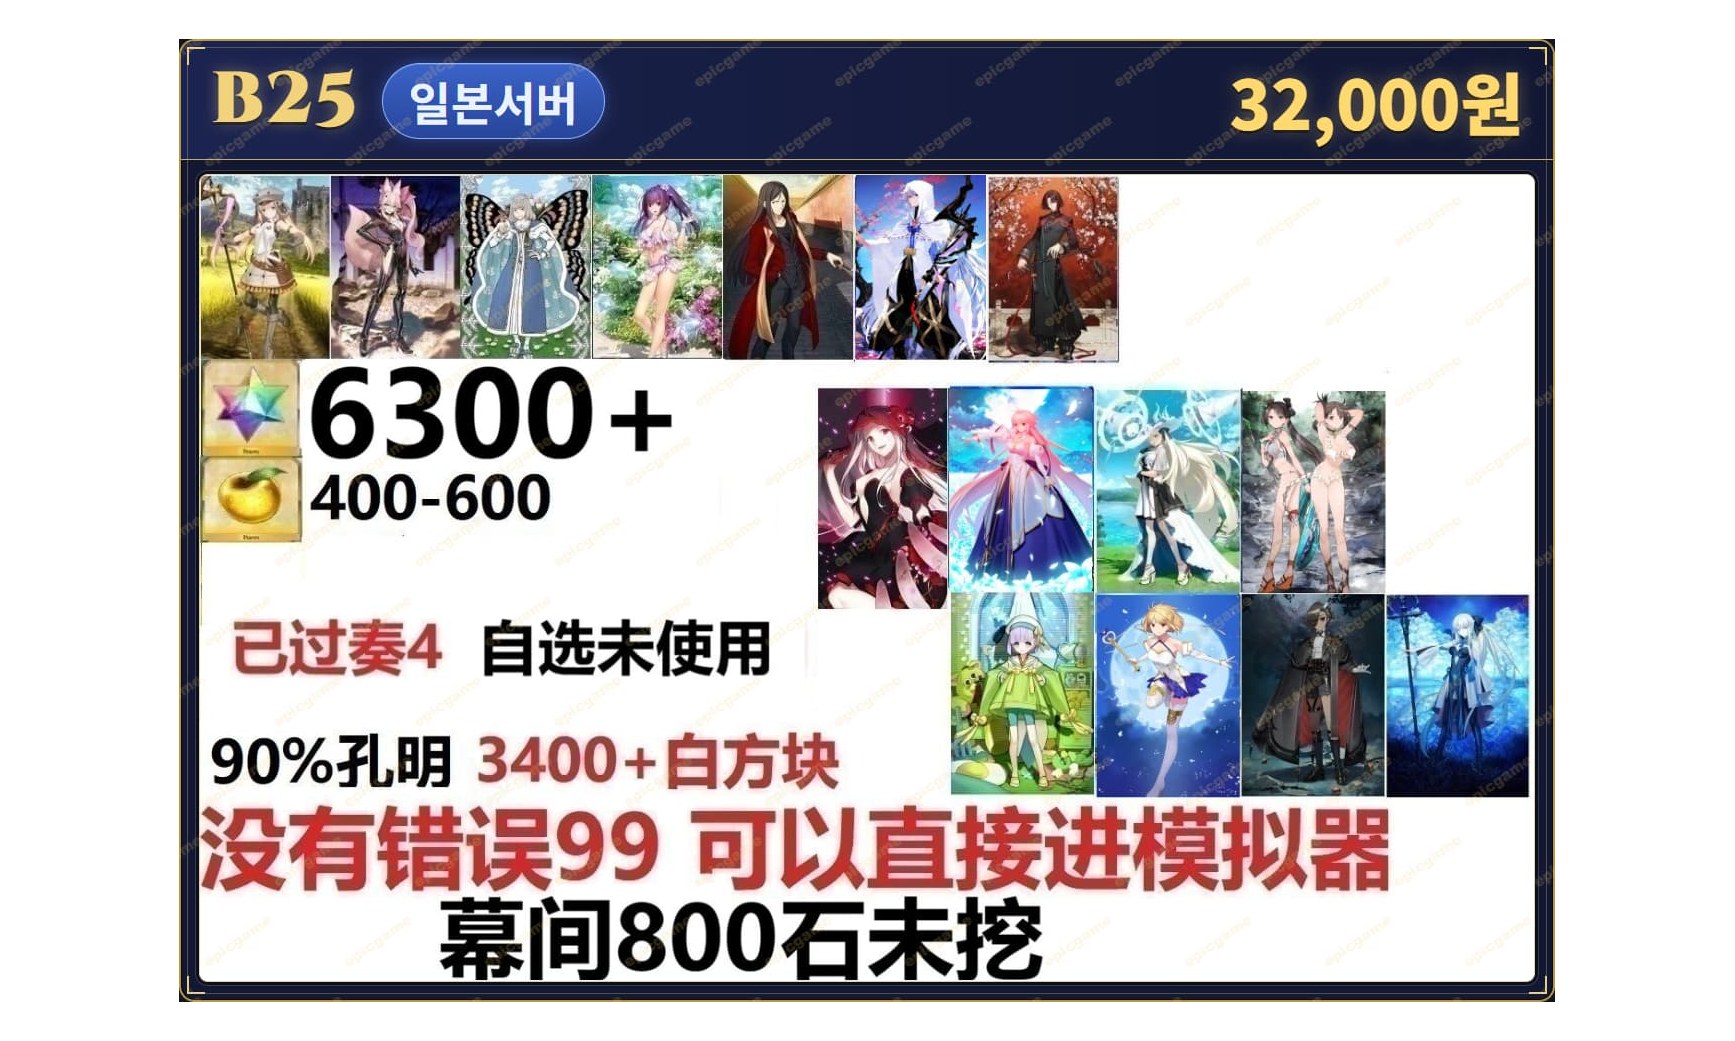 B25 일본서버 32,000원
6300+
400-600
已过奏4 自选未使用
90%孔明 3400+白方块
没有错误99 可以直接进模拟器
幕间800石未挖
epicgame